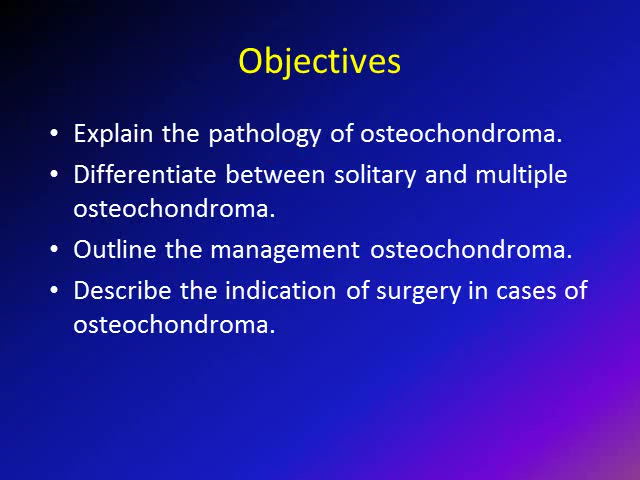 Objectives
• Explain the pathology of osteochondroma.
• Differentiate between solitary and multiple
osteochondroma.
• Outline the management osteochondroma.
• Describe the indication of surgery in cases of
osteochondroma.